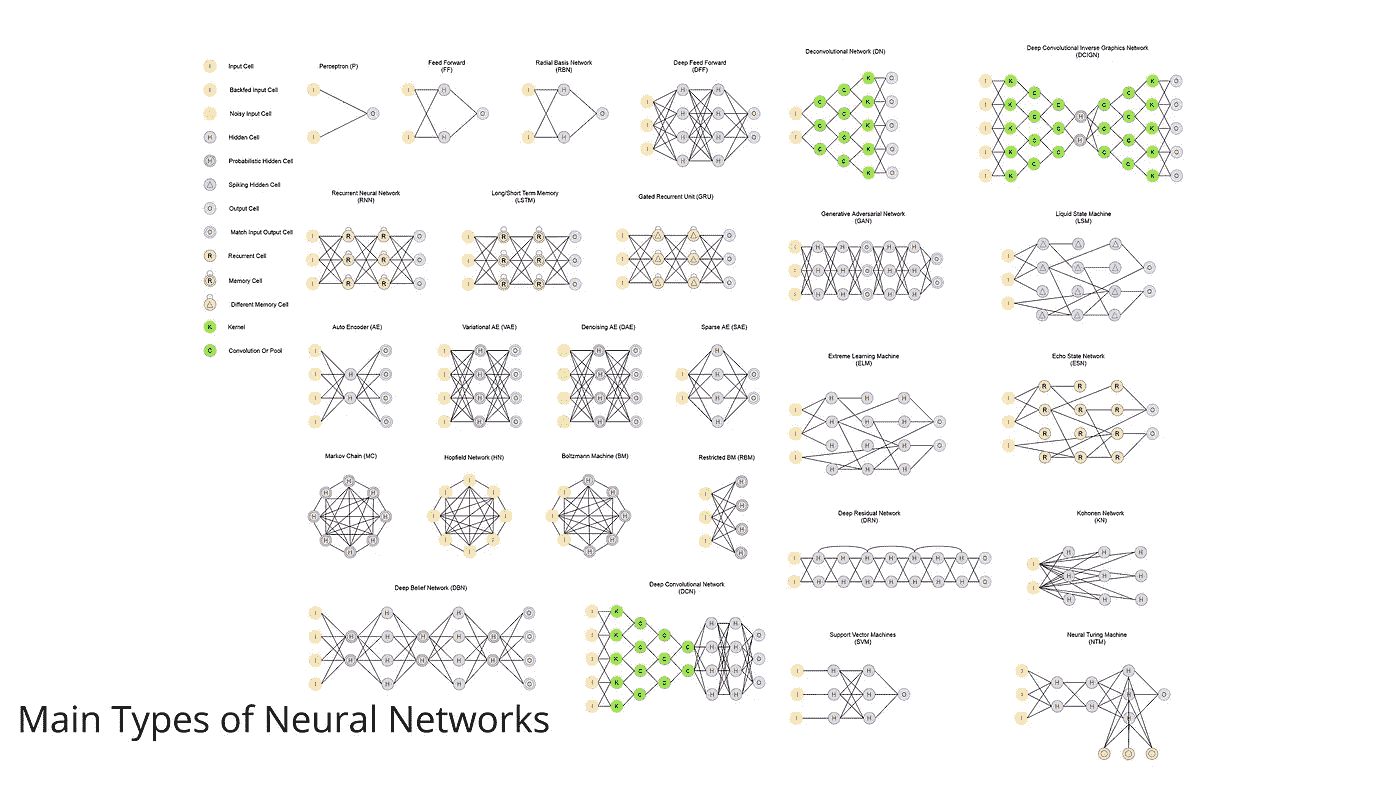 Input Cell
Backfed Input Cell
Noisy Input Cell
Hidden Cell
Probablistic Hidden Cell
Spiking Hidden Cell
Output Cell
Match Input Output Cell
Recurrent Cell
Memory Cell
Different Memory Cell
Kernel
Convolution Or Pool
Perceptron (P)
Feed Forward
(FF)
Radial Basis Network
(RBN)
Deep Feed Forward
(DFF)
Recurrent Neural Network
(RNN)
Long/Short Term Memory
(LSTM)
Gated Recurrent Unit (GRU)
Auto Encoder (AE)
Variational AE (VAE)
Denoising AE (DAE)
Sparse AE (SAE)
Markov Chain (MC)
Hopfield Network (HN)
Boltzmann Machine (BM)
Restricted BM (RBM)
Deep Belief Network (DBN)
Deep Convolutional Network
(DCN)
Deconvolutional Network (DN)
Deep Convolutional Inverse Graphics Network
(DCIGN)
Generative Adversarial Network
(GAN)
Liquid State Machine
(LSM)
Extreme Learning Machine
(ELM)
Echo State Network
(ESN)
Deep Residual Network
(DRN)
Kohonen Network
(KN)
Support Vector Machines
(SVM)
Neural Turing Machine
(NTM)
Main Types of Neural Networks